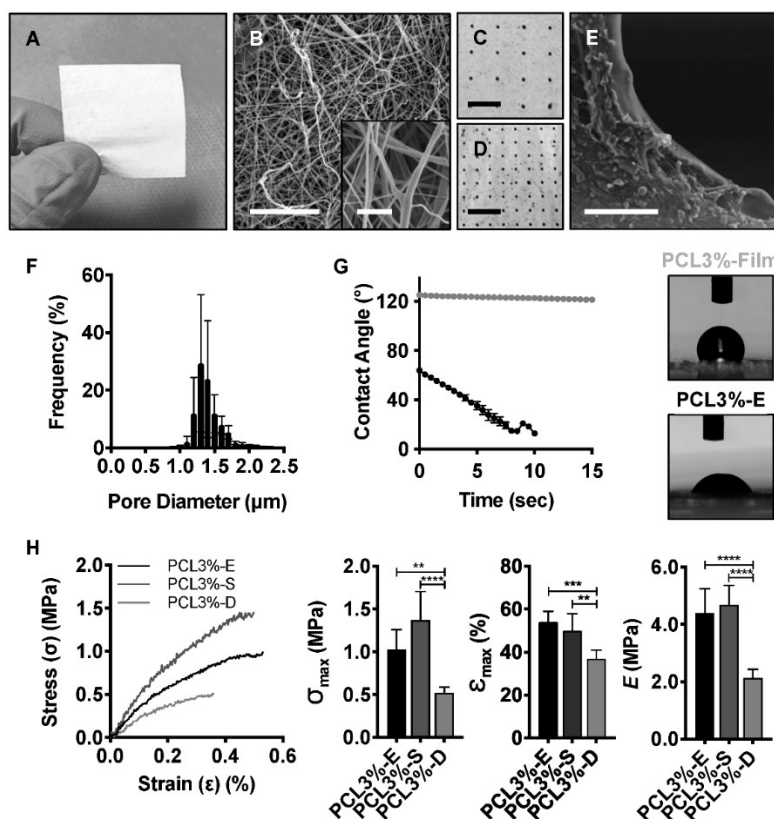 A
B
C
D
E
F
Frequency (%)
60
40
20
0
0.0 0.5 1.0 1.5 2.0 2.5
Pore Diameter (µm)
G
Contact Angle (°)
120
80
40
0
0 5 10 15
Time (sec)
PCL3%-Film
PCL3%-E
H
Stress (σ) (MPa)
2.0
1.5
1.0
0.5
0.0
0.0 0.2 0.4 0.6
Strain (ε) (%)
PCL3%-E
PCL3%-S
PCL3%-D
σmax (MPa)
2.0
1.5
1.0
0.5
0.0
**
****
PCL3%-E
PCL3%-S
PCL3%-D
εmax (%)
80
60
40
20
0
***
**
PCL3%-E
PCL3%-S
PCL3%-D
E (MPa)
6.0
4.0
2.0
0.0
****
****
PCL3%-E
PCL3%-S
PCL3%-D